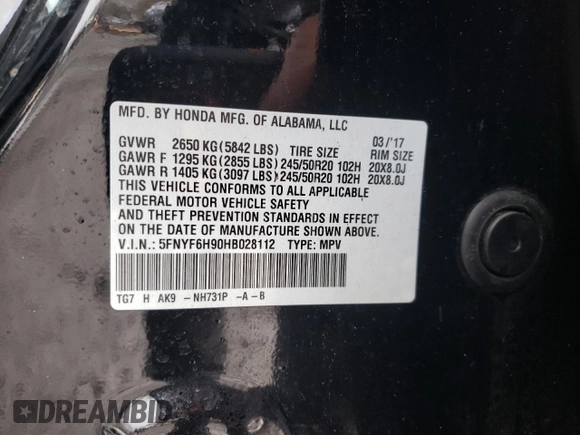 MFD. BY HONDA MFG. OF ALABAMA, LLC
03/'17
GVWR 2650 KG(5842 LBS) TIRE SIZE RIM SIZE
GAWR F 1295 KG(2855 LBS) 245/50R20 102H 20X8.0J
GAWR R 1405 KG(3097 LBS) 245/50R20 102H 20X8.0J
THIS VEHICLE CONFORMS TO ALL APPLICABLE
FEDERAL MOTOR VEHICLE SAFETY
AND THEFT PREVENTION STANDARDS IN EFFECT
ON THE DATE OF MANUFACTURE SHOWN ABOVE.
V.I.N.: 5FNYF6H90HB028112 TYPE: MPV
TG7 H AK9 -NH731P -A-B
DREAMBID